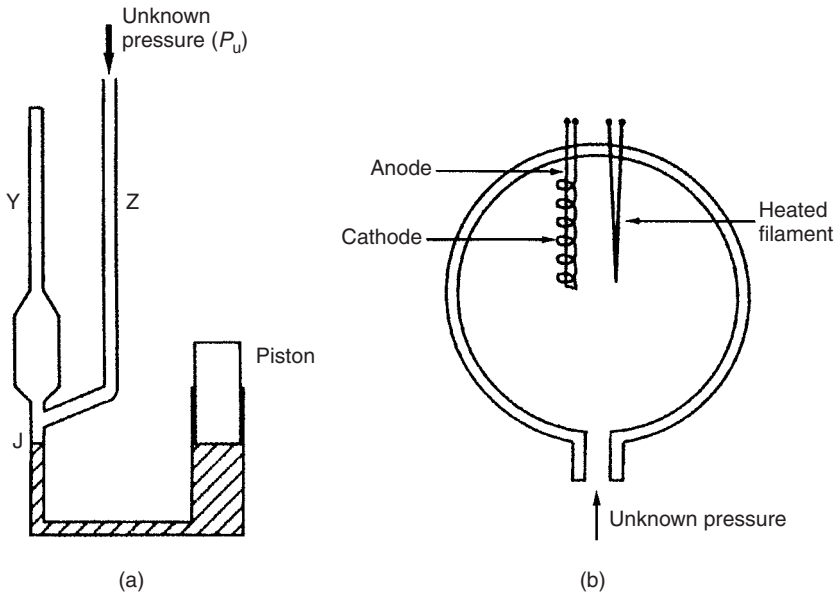 Unknown
pressure (Pu)
Y
Z
Piston
J
(a)
Anode
Cathode
Heated
filament
Unknown pressure
(b)